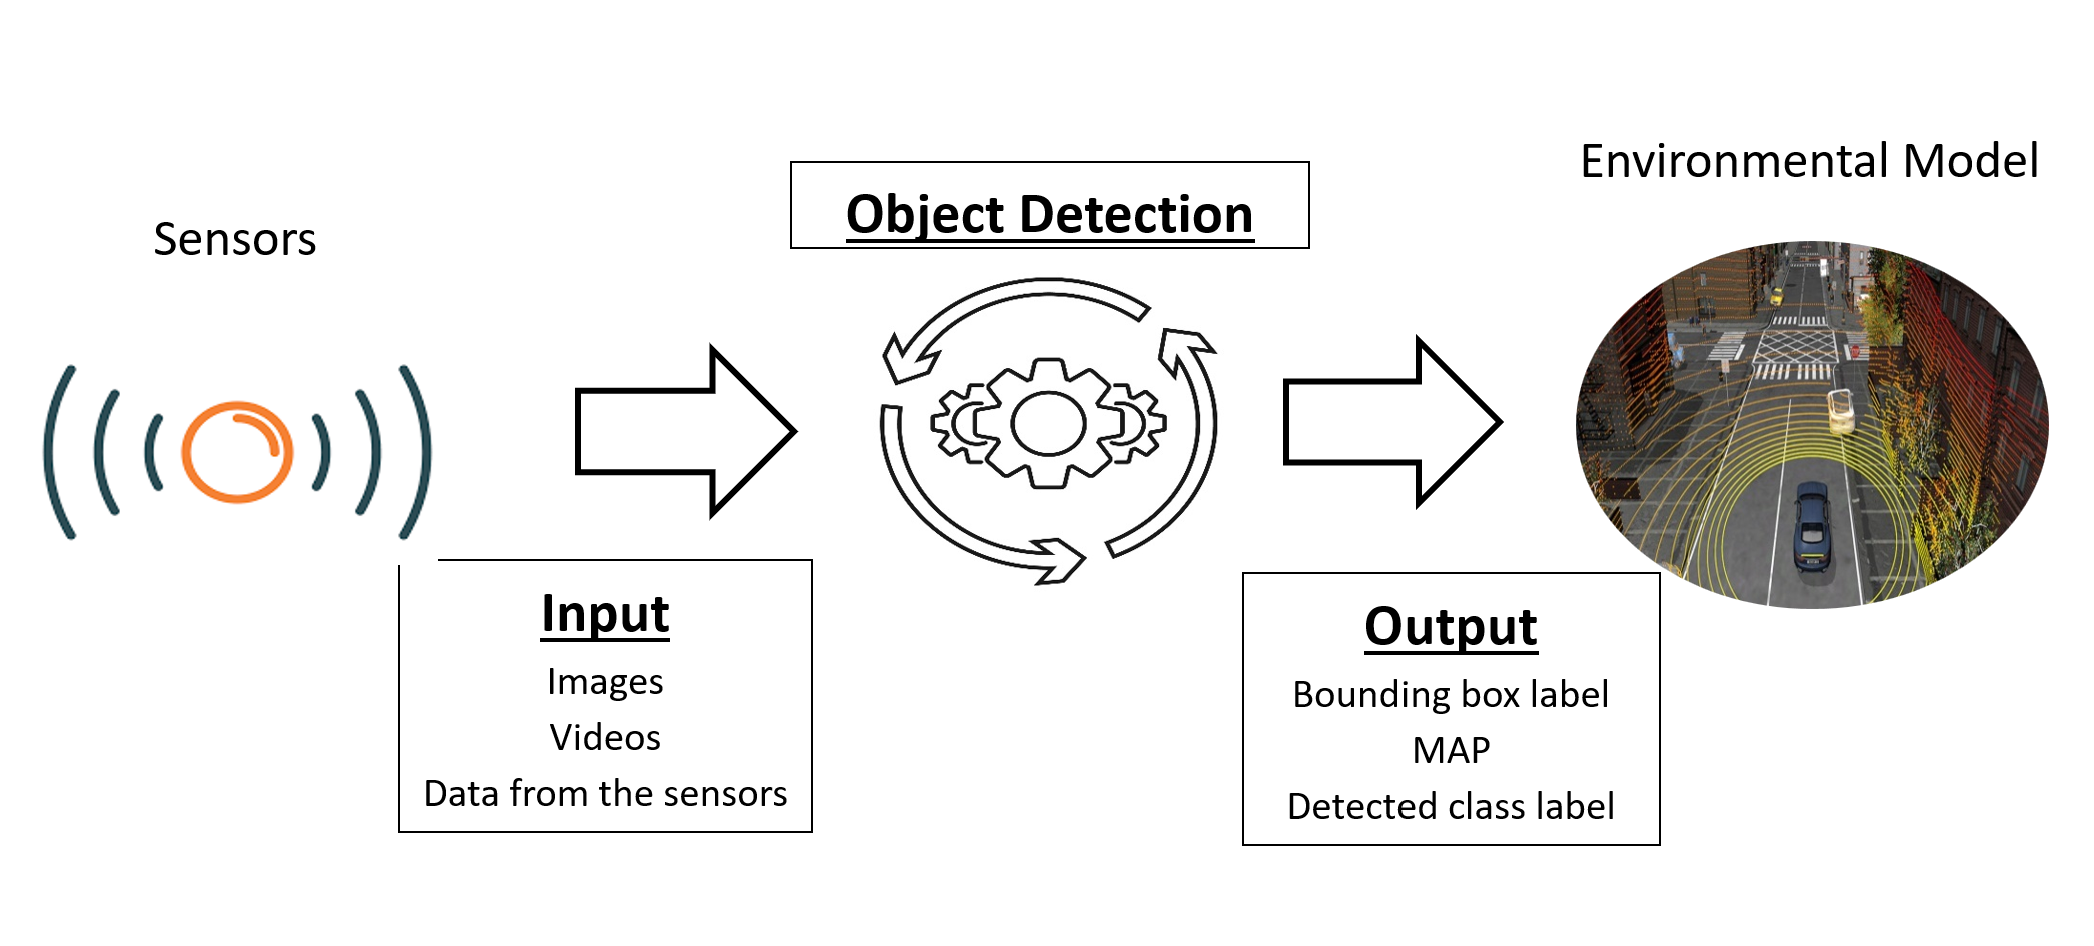 Sensors
Object Detection
Environmental Model
Input
Images
Videos
Data from the sensors
Output
Bounding box label
MAP
Detected class label